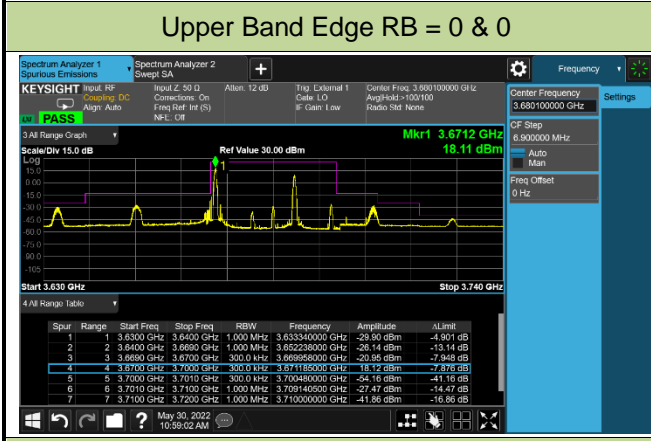 Upper Band Edge RB = 0 & 0
Spectrum Analyzer 1
Spurious Emissions
Spectrum Analyzer 2
Swept SA
+
Frequency
KEYSIGHT
Input: RF
Coupling: DC
Align: Auto
Input Z: 50 Ω
Corrections: On
Freq Ref: Int (S)
NFE: Off
Atten: 12 dB
Trig: External 1
Gate: LO
IF Gain: Low
Center Freq: 3.680100000 GHz
Avg|Hold:>100/100
Radio Std: None
LW PASS
Center Frequency
3.680100000 GHz
Settings
CF Step
6.900000 MHz
Auto
Man
Freq Offset
0 Hz
3 All Range Graph
Mkr1 3.6712 GHz
Scale/Div 15.0 dB
Ref Value 30.00 dBm
18.11 dBm
Log
15.0
0.00
-15.0
-30.0
-45.0
-60.0
-75.0
-90.0
-105
1
Start 3.630 GHz
Stop 3.740 GHz
4 All Range Table
Spur Range Start Freq Stop Freq RBW Frequency Amplitude ΔLimit
1 1 3.6300 GHz 3.6400 GHz 1.000 MHz 3.633340000 GHz -29.90 dBm -4.901 dB
2 2 3.6400 GHz 3.6690 GHz 1.000 MHz 3.652238000 GHz -26.14 dBm -13.14 dB
3 3 3.6690 GHz 3.6700 GHz 300.0 kHz 3.669958000 GHz -20.95 dBm -7.948 dB
4 4 3.6700 GHz 3.7000 GHz 300.0 kHz 3.671185000 GHz 18.12 dBm -7.876 dB
5 5 3.7000 GHz 3.7010 GHz 300.0 kHz 3.700480000 GHz -54.16 dBm -41.16 dB
6 6 3.7010 GHz 3.7100 GHz 1.000 MHz 3.709140500 GHz -27.47 dBm -14.47 dB
7 7 3.7100 GHz 3.7200 GHz 1.000 MHz 3.710000000 GHz -41.86 dBm -16.86 dB
?
May 30, 2022
10:59:02 AM